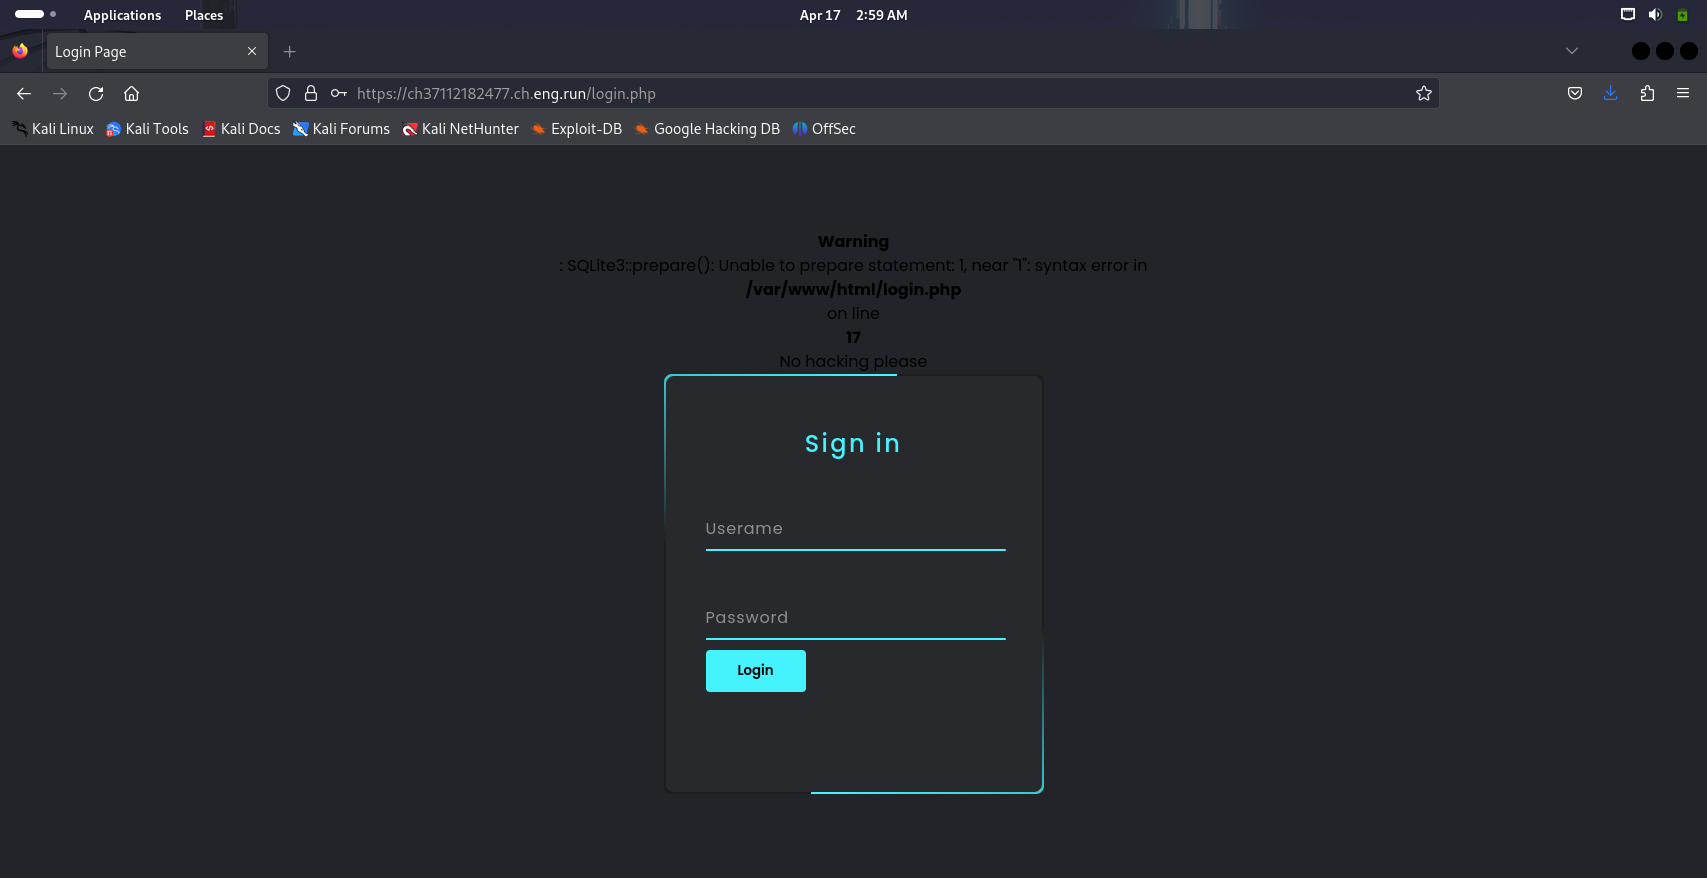 Applications Places Apr 17 2:59 AM
Login Page
https://ch37112182477.ch.eng.run/login.php
Kali Linux Kali Tools Kali Docs Kali Forums Kali NetHunter Exploit-DB Google Hacking DB OffSec
Warning
: SQLite3::prepare(): Unable to prepare statement: 1, near "1": syntax error in
/var/www/html/login.php
on line
17
No hacking please
Sign in
Userame
Password
Login